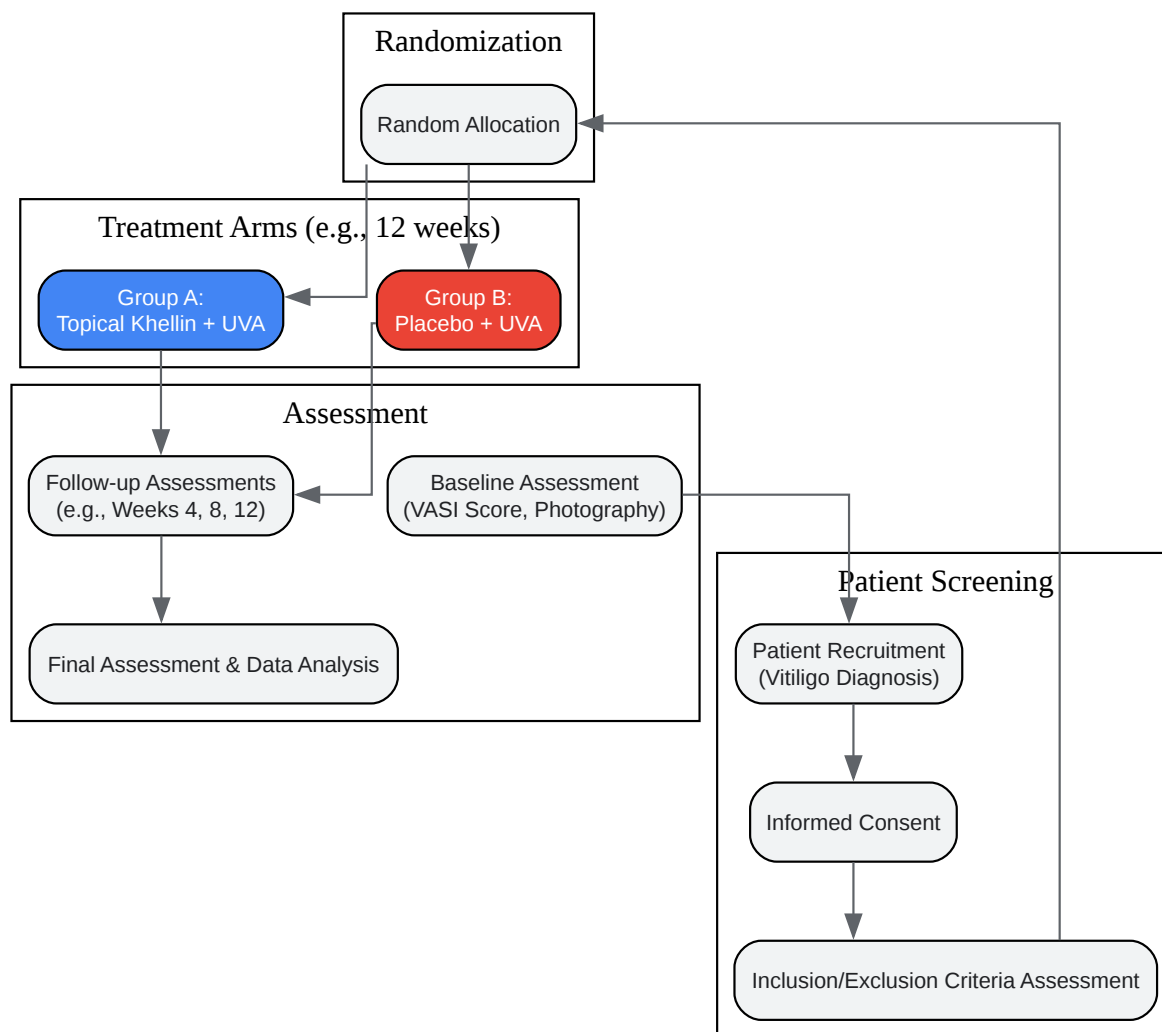 Randomization
Random Allocation
Treatment Arms (e.g., 12 weeks)
Group A:
Topical Khellin + UVA
Group B:
Placebo + UVA
Assessment
Follow-up Assessments
(e.g., Weeks 4, 8, 12)
Baseline Assessment
(VASI Score, Photography)
Final Assessment & Data Analysis
Patient Screening
Patient Recruitment
(Vitiligo Diagnosis)
Informed Consent
Inclusion/Exclusion Criteria Assessment